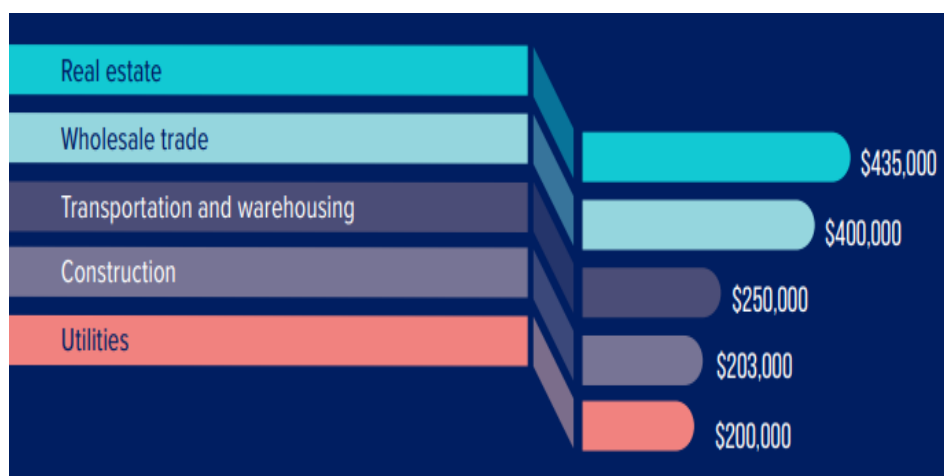 Real estate
Wholesale trade
Transportation and warehousing
Construction
Utilities
$435,000
$400,000
$250,000
$203,000
$200,000